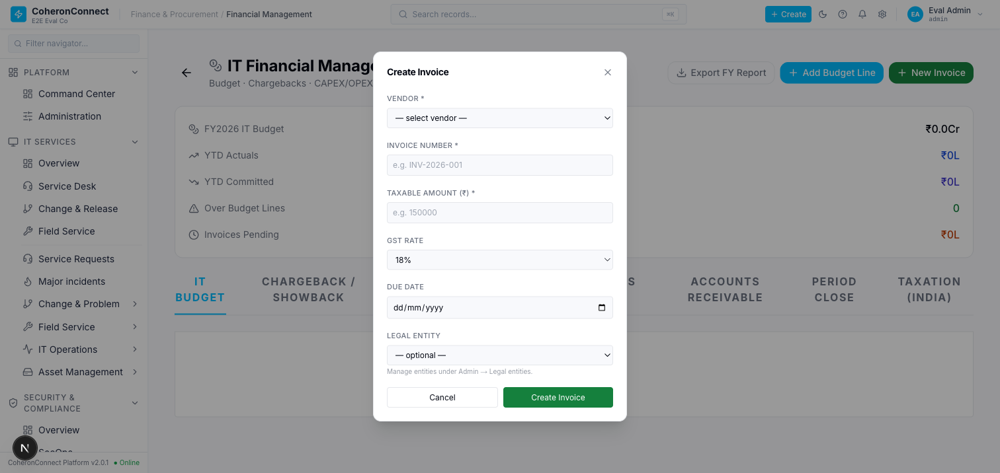 CoheronConnect
E2E Eval Co
Finance & Procurement / Financial Management
Search records...
⌘K
+ Create
EA
Eval Admin
admin
Filter navigator...
PLATFORM
Command Center
Administration
IT SERVICES
Overview
Service Desk
Change & Release
Field Service
Service Requests
Major incidents
Change & Problem
Field Service
IT Operations
Asset Management
SECURITY &
COMPLIANCE
Overview
N
CoheronConnect Platform v2.0.1
Online
IT Financial Manage
Budget · Chargebacks · CAPEX/OPEX
Export FY Report
+ Add Budget Line
+ New Invoice
FY2026 IT Budget
₹0.0Cr
YTD Actuals
₹0L
YTD Committed
₹0L
Over Budget Lines
0
Invoices Pending
₹0L
IT
BUDGET
CHARGEBACK /
SHOWBACK
S
ACCOUNTS
RECEIVABLE
PERIOD
CLOSE
TAXATION
(INDIA)
Create Invoice
VENDOR *
— select vendor —
INVOICE NUMBER *
e.g. INV-2026-001
TAXABLE AMOUNT (₹) *
e.g. 150000
GST RATE
18%
DUE DATE
dd/mm/yyyy
LEGAL ENTITY
— optional —
Manage entities under Admin → Legal entities.
Cancel
Create Invoice